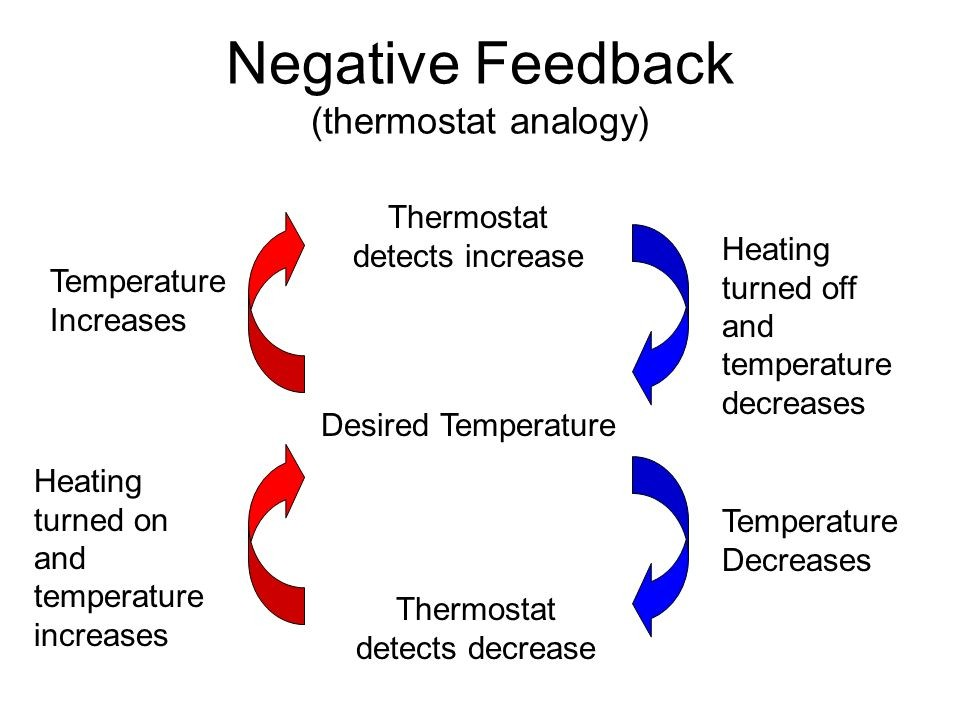 Negative Feedback
(thermostat analogy)
Thermostat
detects increase
Temperature
Increases
Heating
turned off
and
temperature
decreases
Desired Temperature
Heating
turned on
and
temperature
increases
Temperature
Decreases
Thermostat
detects decrease